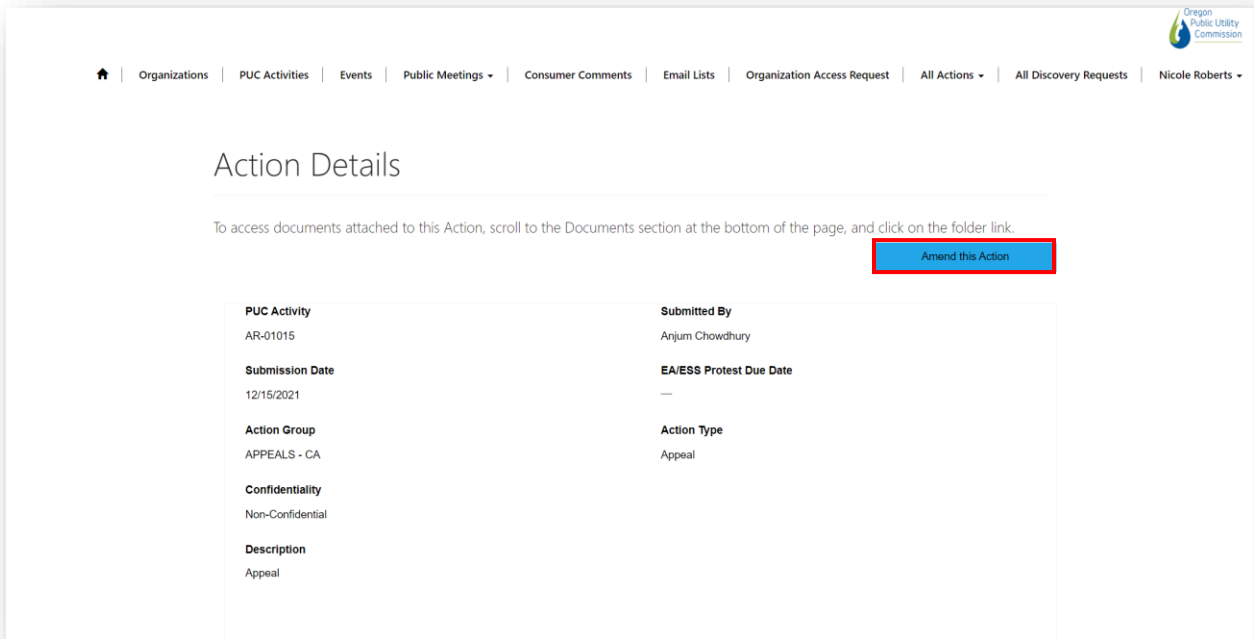 Oregon
Public Utility
Commission
Organizations PUC Activities Events Public Meetings Consumer Comments Email Lists Organization Access Request All Actions All Discovery Requests Nicole Roberts
Action Details
To access documents attached to this Action, scroll to the Documents section at the bottom of the page, and click on the folder link.
Amend this Action
PUC Activity
AR-01015
Submitted By
Anjum Chowdhury
Submission Date
12/15/2021
EA/ESS Protest Due Date
—
Action Group
APPEALS - CA
Action Type
Appeal
Confidentiality
Non-Confidential
Description
Appeal